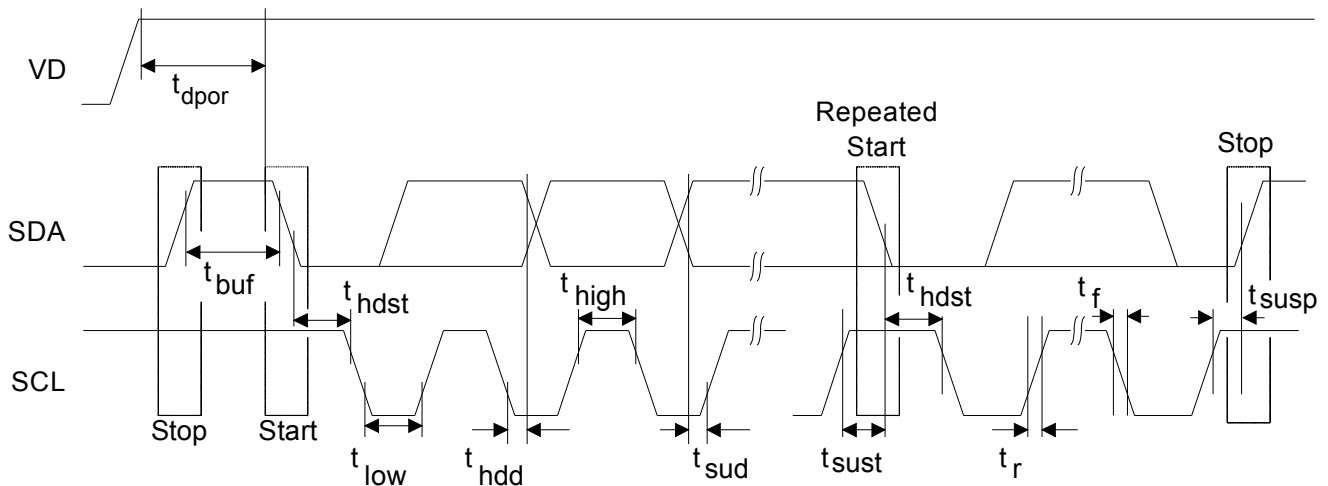 VD
t dpor
Repeated
Start
Stop
SDA
t buf
t hdst
t high
t hdst
t f
t susp
SCL
Stop
Start
t low
t hdd
t sud
t sust
t r